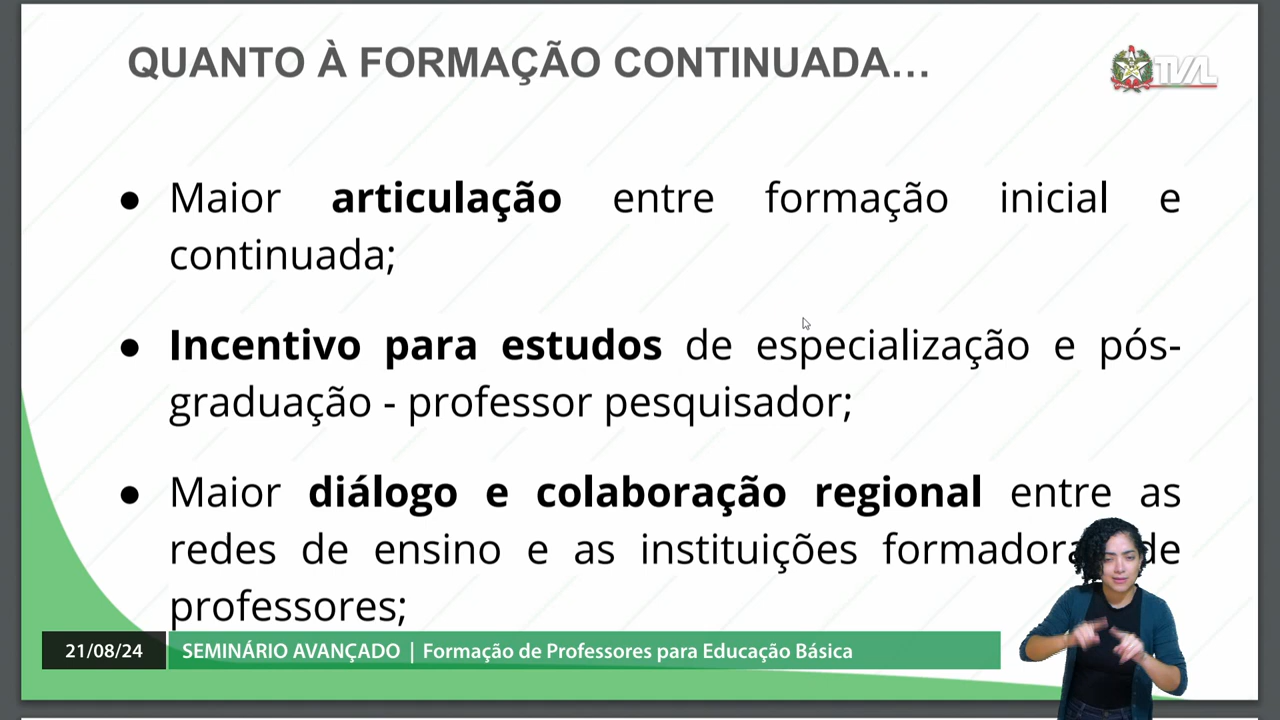 QUANTO À FORMAÇÃO CONTINUADA...
TVAL
● Maior articulação entre formação inicial e
continuada;
● Incentivo para estudos de especialização e pós-
graduação - professor pesquisador;
● Maior diálogo e colaboração regional entre as
redes de ensino e as instituições formadoras de
professores;
21/08/24 SEMINÁRIO AVANÇADO | Formação de Professores para Educação Básica